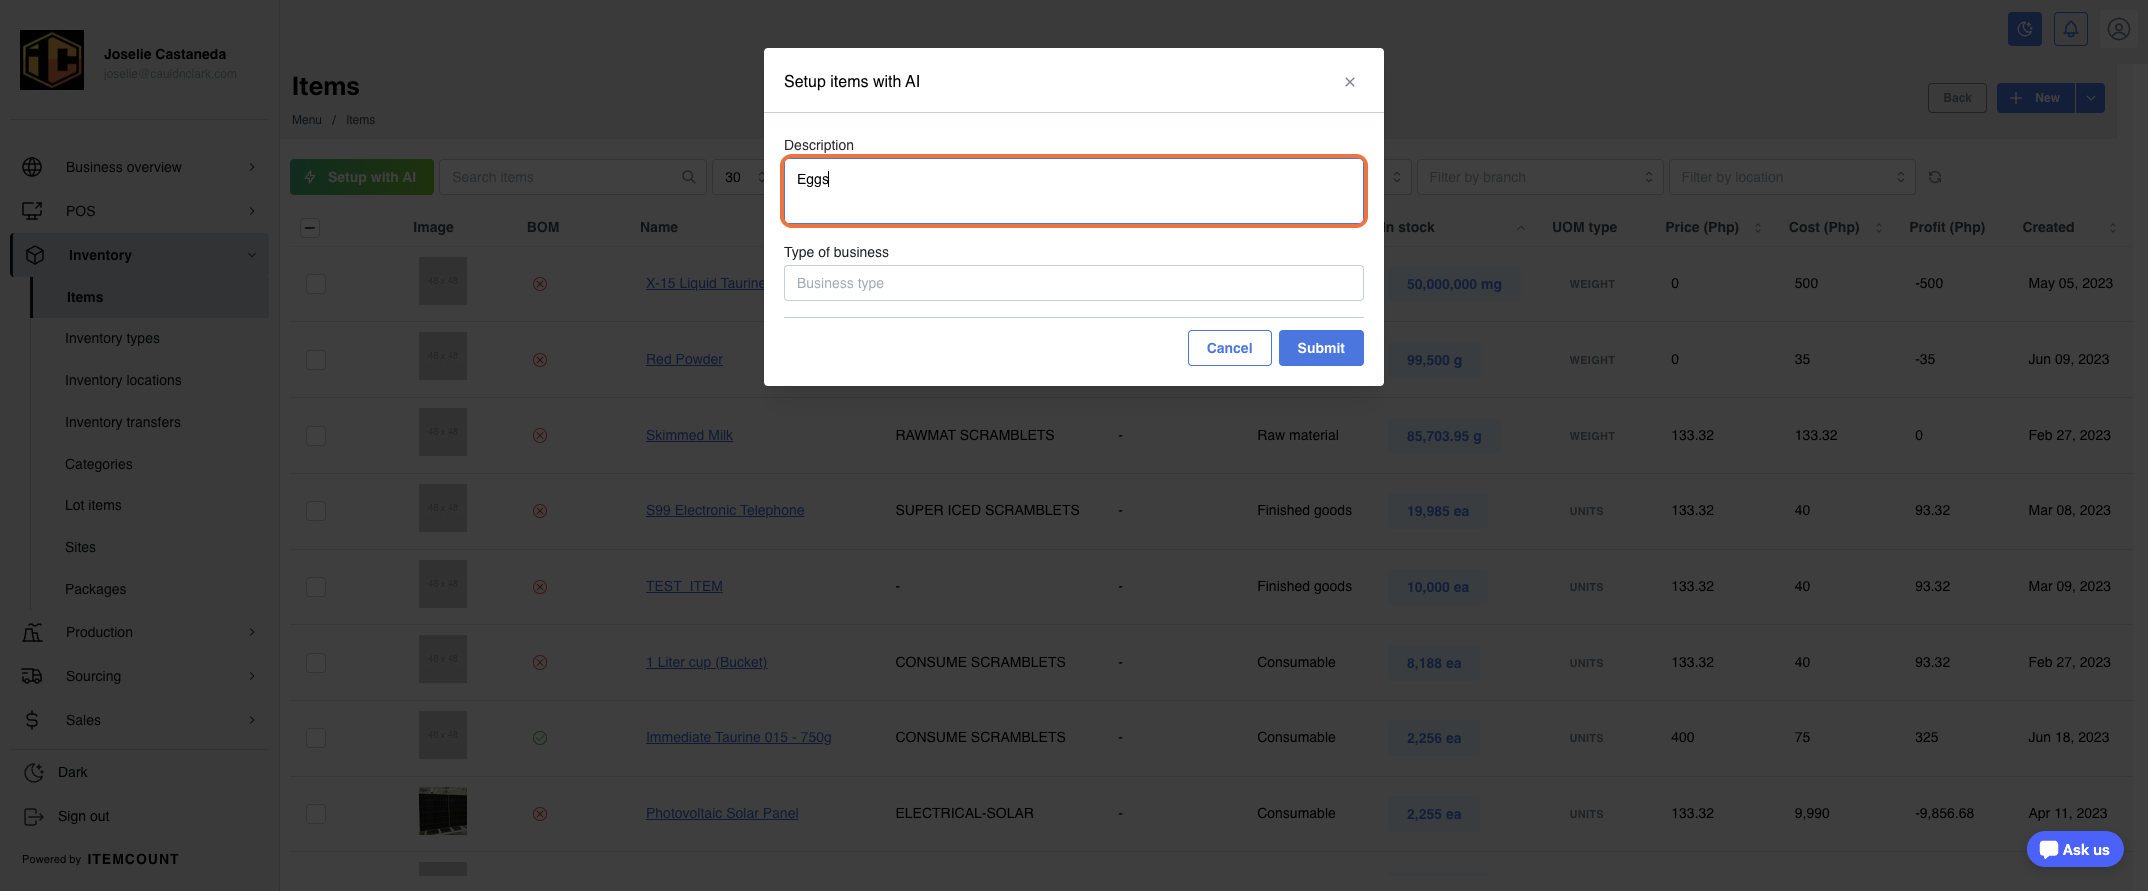 Joselie Castaneda
joselie@cauldnclark.com
Items
Menu / Items
Back
New
Setup items with AI
Description
Eggs
Type of business
Business type
Cancel
Submit
Business overview
POS
Inventory
Items
Inventory types
Inventory locations
Inventory transfers
Categories
Lot items
Sites
Packages
Production
Sourcing
Sales
Dark
Sign out
Powered by ITEMCOUNT
Setup with AI
Search items
30
Filter by branch
Filter by location
Image BOM Name In stock UOM type Price (Php) Cost (Php) Profit (Php) Created
48 x 48 X-15 Liquid Taurine 50,000,000 mg WEIGHT 0 500 -500 May 05, 2023
48 x 48 Red Powder 99,500 g WEIGHT 0 35 -35 Jun 09, 2023
48 x 48 Skimmed Milk RAWMAT SCRAMBLETS - Raw material 85,703.95 g WEIGHT 133.32 133.32 0 Feb 27, 2023
48 x 48 S99 Electronic Telephone SUPER ICED SCRAMBLETS - Finished goods 19,985 ea UNITS 133.32 40 93.32 Mar 08, 2023
48 x 48 TEST_ITEM - - Finished goods 10,000 ea UNITS 133.32 40 93.32 Mar 09, 2023
48 x 48 1 Liter cup (Bucket) CONSUME SCRAMBLETS - Consumable 8,188 ea UNITS 133.32 40 93.32 Feb 27, 2023
48 x 48 Immediate Taurine 015 - 750g CONSUME SCRAMBLETS - Consumable 2,256 ea UNITS 400 75 325 Jun 18, 2023
Photovoltaic Solar Panel ELECTRICAL-SOLAR - Consumable 2,255 ea UNITS 133.32 9,990 -9,856.68 Apr 11, 2023
Ask us